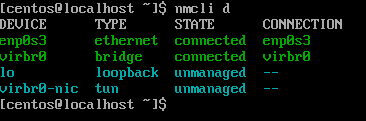 [centos@localhost ~]$ nmcli d
DEVICE      TYPE      STATE      CONNECTION
enp0s3      ethernet  connected  enp0s3
virbr0      bridge    connected  virbr0
lo          loopback  unmanaged  --
virbr0-nic  tun       unmanaged  --
[centos@localhost ~]$